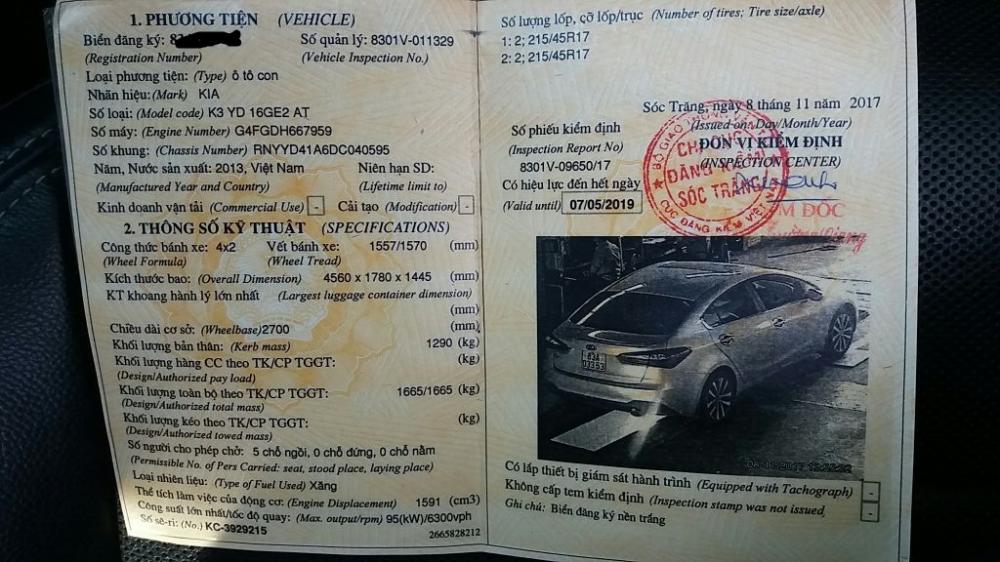 1. PHƯƠNG TIỆN (VEHICLE)
Biển đăng ký: 8
Số quản lý: 8301V-011329
(Registration Number)
(Vehicle Inspection No.)
Loại phương tiện: (Type) ô tô con
Nhãn hiệu: (Mark) KIA
Số loại: (Model code) K3 YD 16GE2 AT
Số máy: (Engine Number) G4FGDH667959
Số khung: (Chassis Number) RNYYD41A6DC040595
Năm, Nước sản xuất: 2013, Việt Nam
Niên hạn SD:
(Manufactured Year and Country)
(Lifetime limit to)
Kinh doanh vận tải (Commercial Use) - Cải tạo (Modification) -
2. THÔNG SỐ KỸ THUẬT (SPECIFICATIONS)
Công thức bánh xe: 4x2 Vết bánh xe: 1557/1570 (mm)
(Wheel Formula) (Wheel Tread)
Kích thước bao: (Overall Dimension) 4560 x 1780 x 1445 (mm)
KT khoang hành lý lớn nhất (Largest luggage container dimension)
(mm)
Chiều dài cơ sở: (Wheelbase) 2700 (mm)
Khối lượng bản thân: (Kerb mass) 1290 (kg)
Khối lượng hàng CC theo TK/CP TGGT: (kg)
(Design/Authorized pay load)
Khối lượng toàn bộ theo TK/CP TGGT: 1665/1665 (kg)
(Design/Authorized total mass)
Khối lượng kéo theo TK/CP TGGT: (kg)
(Design/Authorized towed mass)
Số người cho phép chở: 5 chỗ ngồi, 0 chỗ đứng, 0 chỗ nằm
(Permissible No. of Pers Carried: seat, stood place, laying place)
Loại nhiên liệu: (Type of Fuel Used) Xăng
Thể tích làm việc của động cơ: (Engine Displacement) 1591 (cm3)
Công suất lớn nhất/tốc độ quay: (Max. output/rpm) 95(kW)/6300vph
Số sê-ri: (No.) KC-3929215
2665828212
Số lượng lốp, cỡ lốp/trục (Number of tires; Tire size/axle)
1: 2; 215/45R17
2: 2; 215/45R17
Sóc Trăng, ngày 8 tháng 11 năm 2017
(Issued on: Day/Month/Year)
Số phiếu kiểm định
ĐƠN VỊ KIỂM ĐỊNH
(Inspection Report No)
(INSPECTION CENTER)
8301V-09650/17
Có hiệu lực đến hết ngày
(Valid until) 07/05/2019
BỘ GIAO THÔNG VẬN
ĐĂNG KIỂM
SÓC TRĂNG
CỤC ĐĂNG KIỂM VIỆT
ĐỐC
83A
03353
Có lắp thiết bị giám sát hành trình (Equipped with Tachograph) -
Không cấp tem kiểm định (Inspection stamp was not issued) -
Ghi chú: Biển đăng ký nền trắng